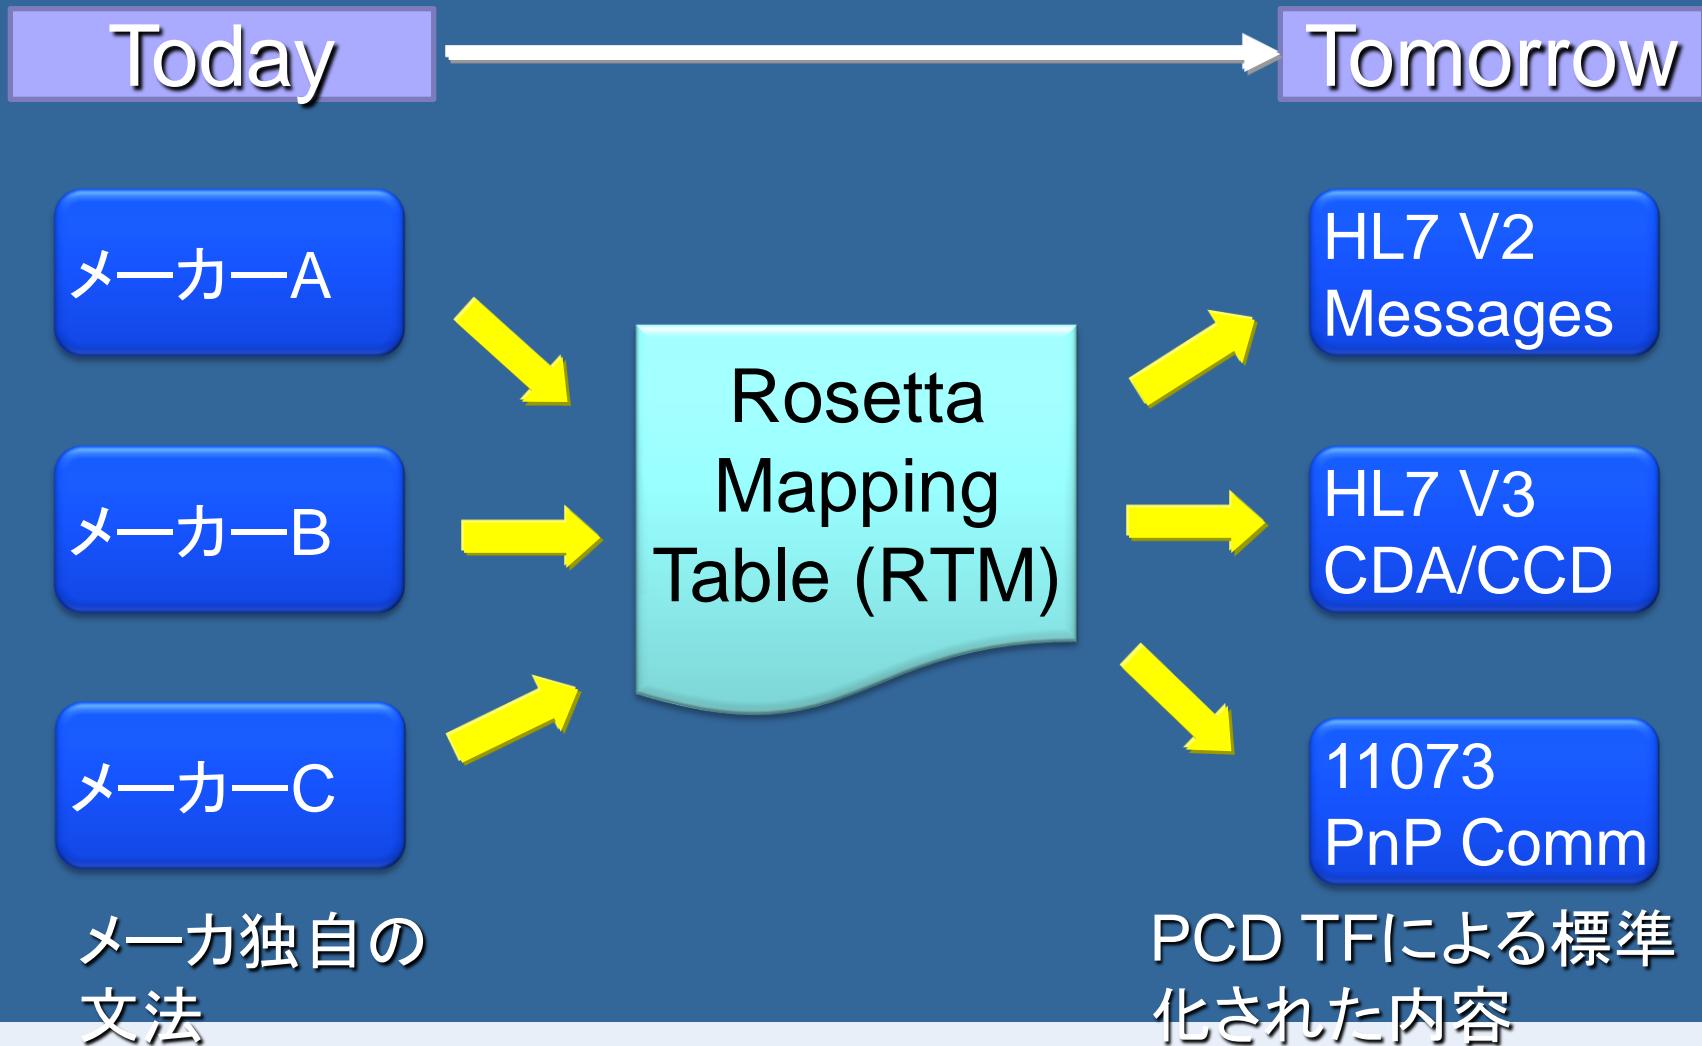 Today
Tomorrow
メーカーA
メーカーB
メーカーC
メーカ独自の
文法
Rosetta
Mapping
Table (RTM)
HL7 V2
Messages
HL7 V3
CDA/CCD
11073
PnP Comm
PCD TFによる標準
化された内容